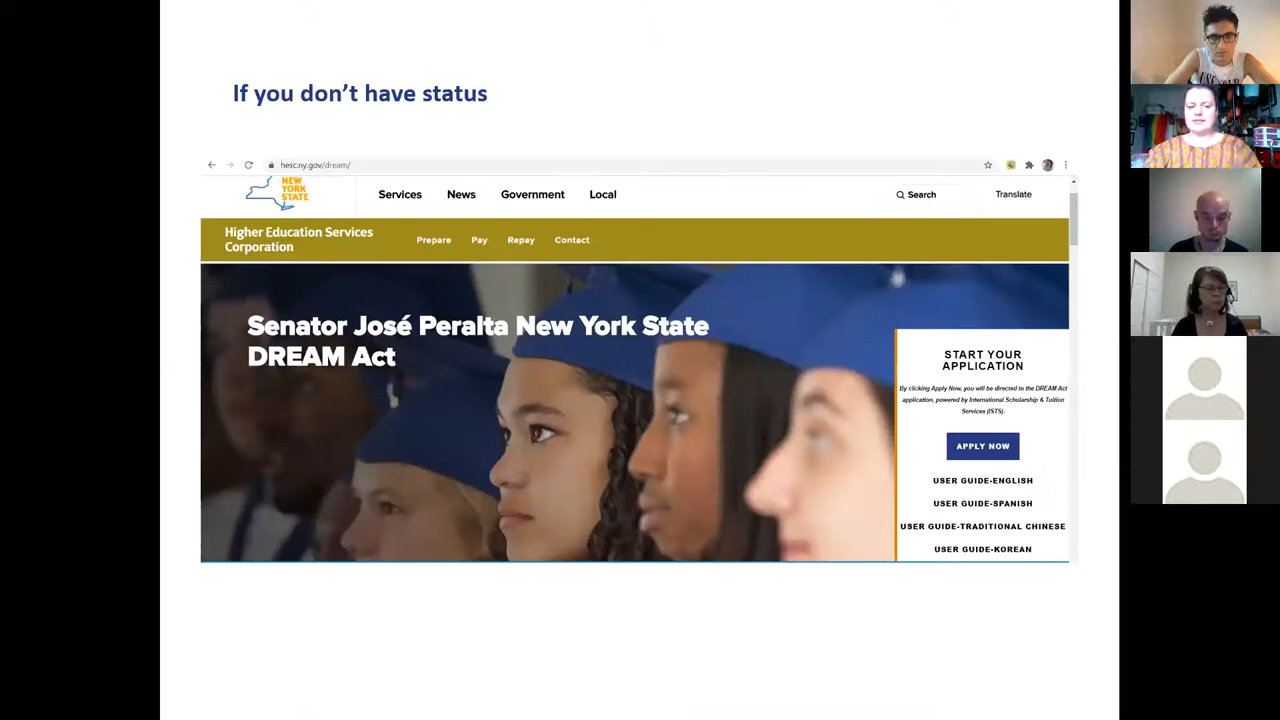 If you don’t have status
hesc.ny.gov/dream/
NEW
YORK
STATE
Services News Government Local Search Translate
Higher Education Services
Corporation
Prepare Pay Repay Contact
Senator José Peralta New York State
DREAM Act
START YOUR
APPLICATION
By clicking Apply Now, you will be directed to the DREAM Act
application, powered by International Scholarship & Tuition
Services (ISTS).
APPLY NOW
USER GUIDE-ENGLISH
USER GUIDE-SPANISH
USER GUIDE-TRADITIONAL CHINESE
USER GUIDE-KOREAN